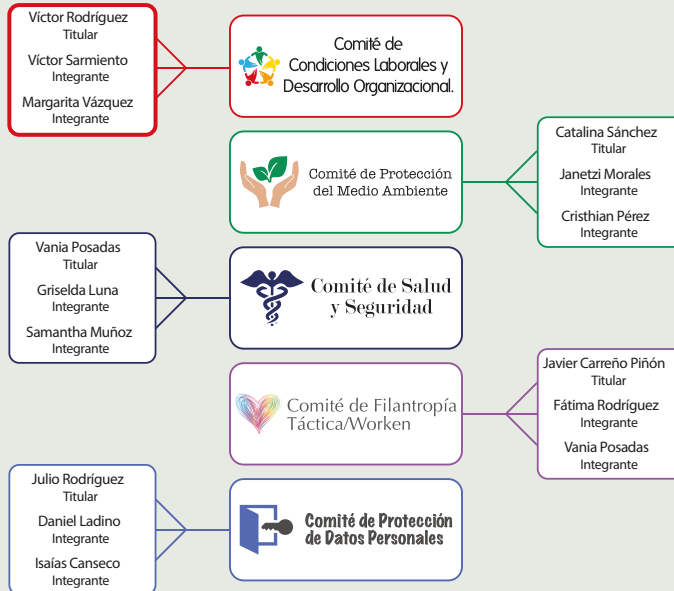 Víctor Rodríguez
Titular
Víctor Sarmiento
Integrante
Margarita Vázquez
Integrante
Comité de
Condiciones Laborales y
Desarrollo Organizacional.
Comité de Protección
del Medio Ambiente
Catalina Sánchez
Titular
Janetzi Morales
Integrante
Cristhian Pérez
Integrante
Vania Posadas
Titular
Griselda Luna
Integrante
Samantha Muñoz
Integrante
Comité de Salud
y Seguridad
Comité de Filantropía
Táctica/Worken
Javier Carreño Piñón
Titular
Fátima Rodríguez
Integrante
Vania Posadas
Integrante
Julio Rodríguez
Titular
Daniel Ladino
Integrante
Isaías Canseco
Integrante
Comité de Protección
de Datos Personales